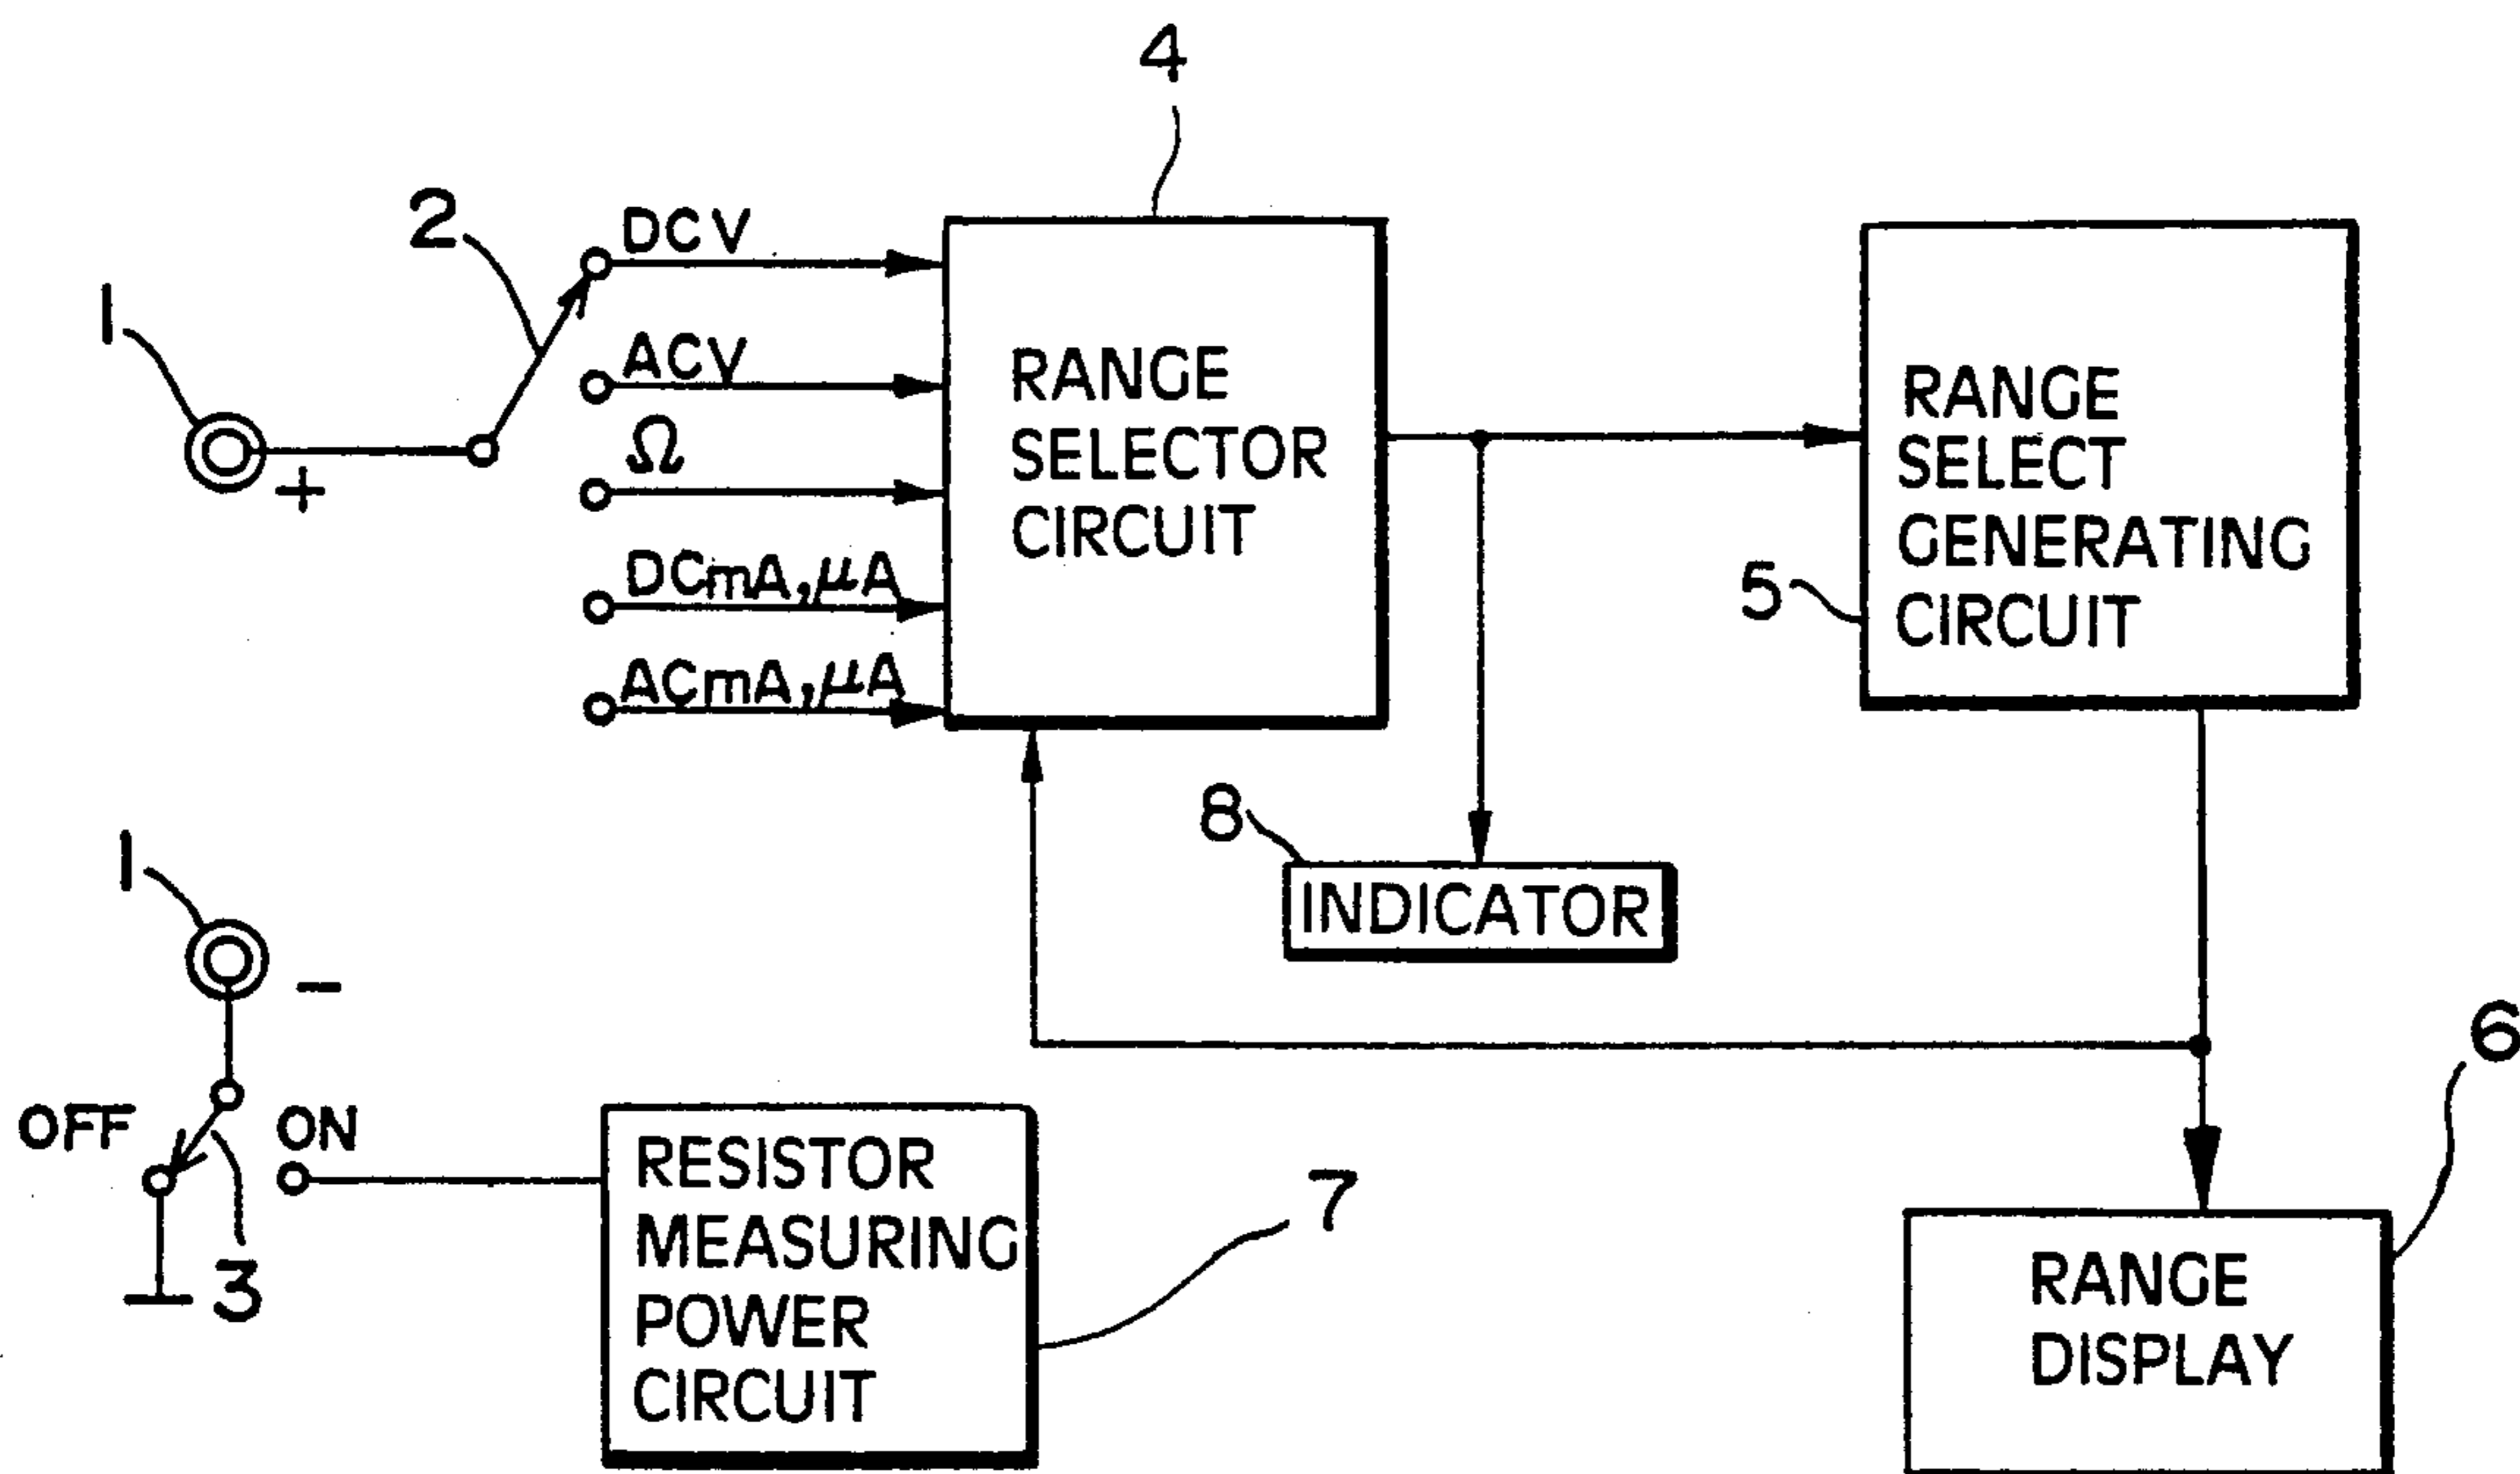 4
2
DCV
1
ACV
+
Ω
DCmA,μA
ACmA,μA
RANGE
SELECTOR
CIRCUIT
RANGE
SELECT
GENERATING
CIRCUIT
5
8
INDICATOR
1
-
OFF
ON
3
RESISTOR
MEASURING
POWER
CIRCUIT
7
6
RANGE
DISPLAY